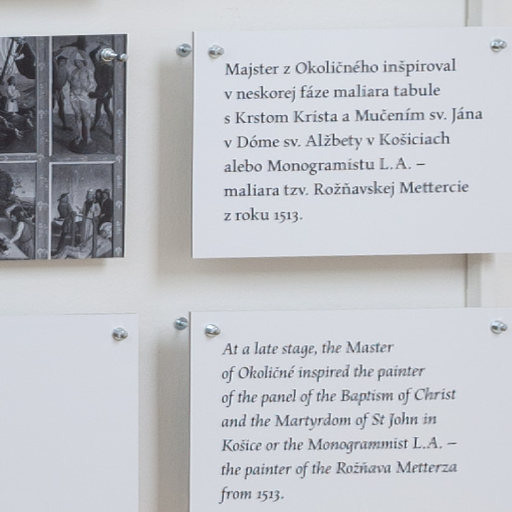 Majster z Okoličného inšpiroval
v neskorej fáze maliara tabule
s Krstom Krista a Mučením sv. Jána
v Dóme sv. Alžbety v Košiciach
alebo Monogramistu L.A. –
maliara tzv. Rožňavskej Mettercie
z roku 1513.
At a late stage, the Master
of Okoličné inspired the painter
of the panel of the Baptism of Christ
and the Martyrdom of St John in
Košice or the Monogrammist L.A. –
the painter of the Rožňava Metterza
from 1513.